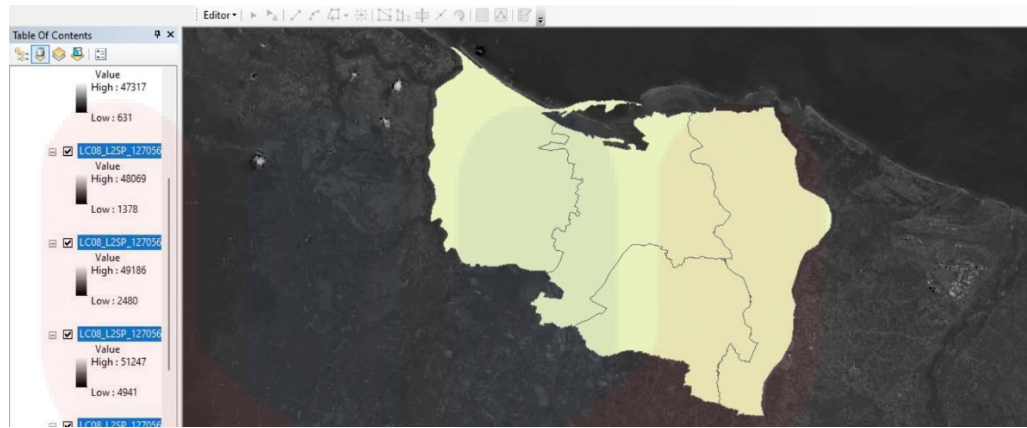 Editor
Table Of Contents
Value
High : 47317
Low : 631
LC08_L2SP_127056
Value
High : 48069
Low : 1378
LC08_L2SP_127056
Value
High : 49186
Low : 2480
LC08_L2SP_127056
Value
High : 51247
Low : 4941
LC08_L2SP_127056